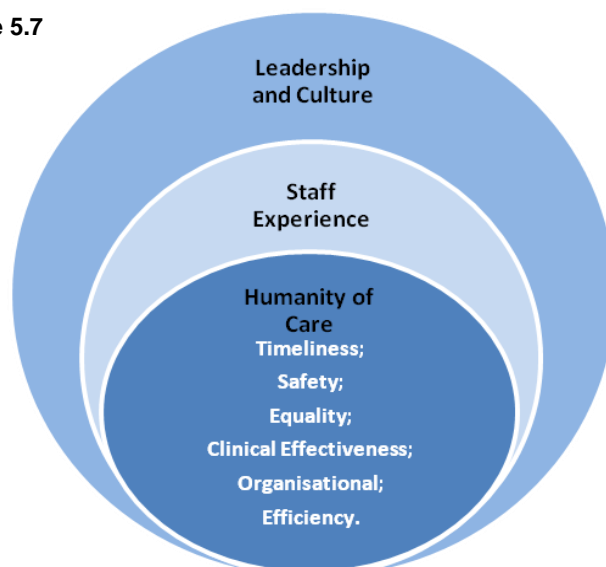 5.7
Leadership
and Culture
Staff
Experience
Humanity of
Care
Timeliness;
Safety;
Equality;
Clinical Effectiveness;
Organisational;
Efficiency.